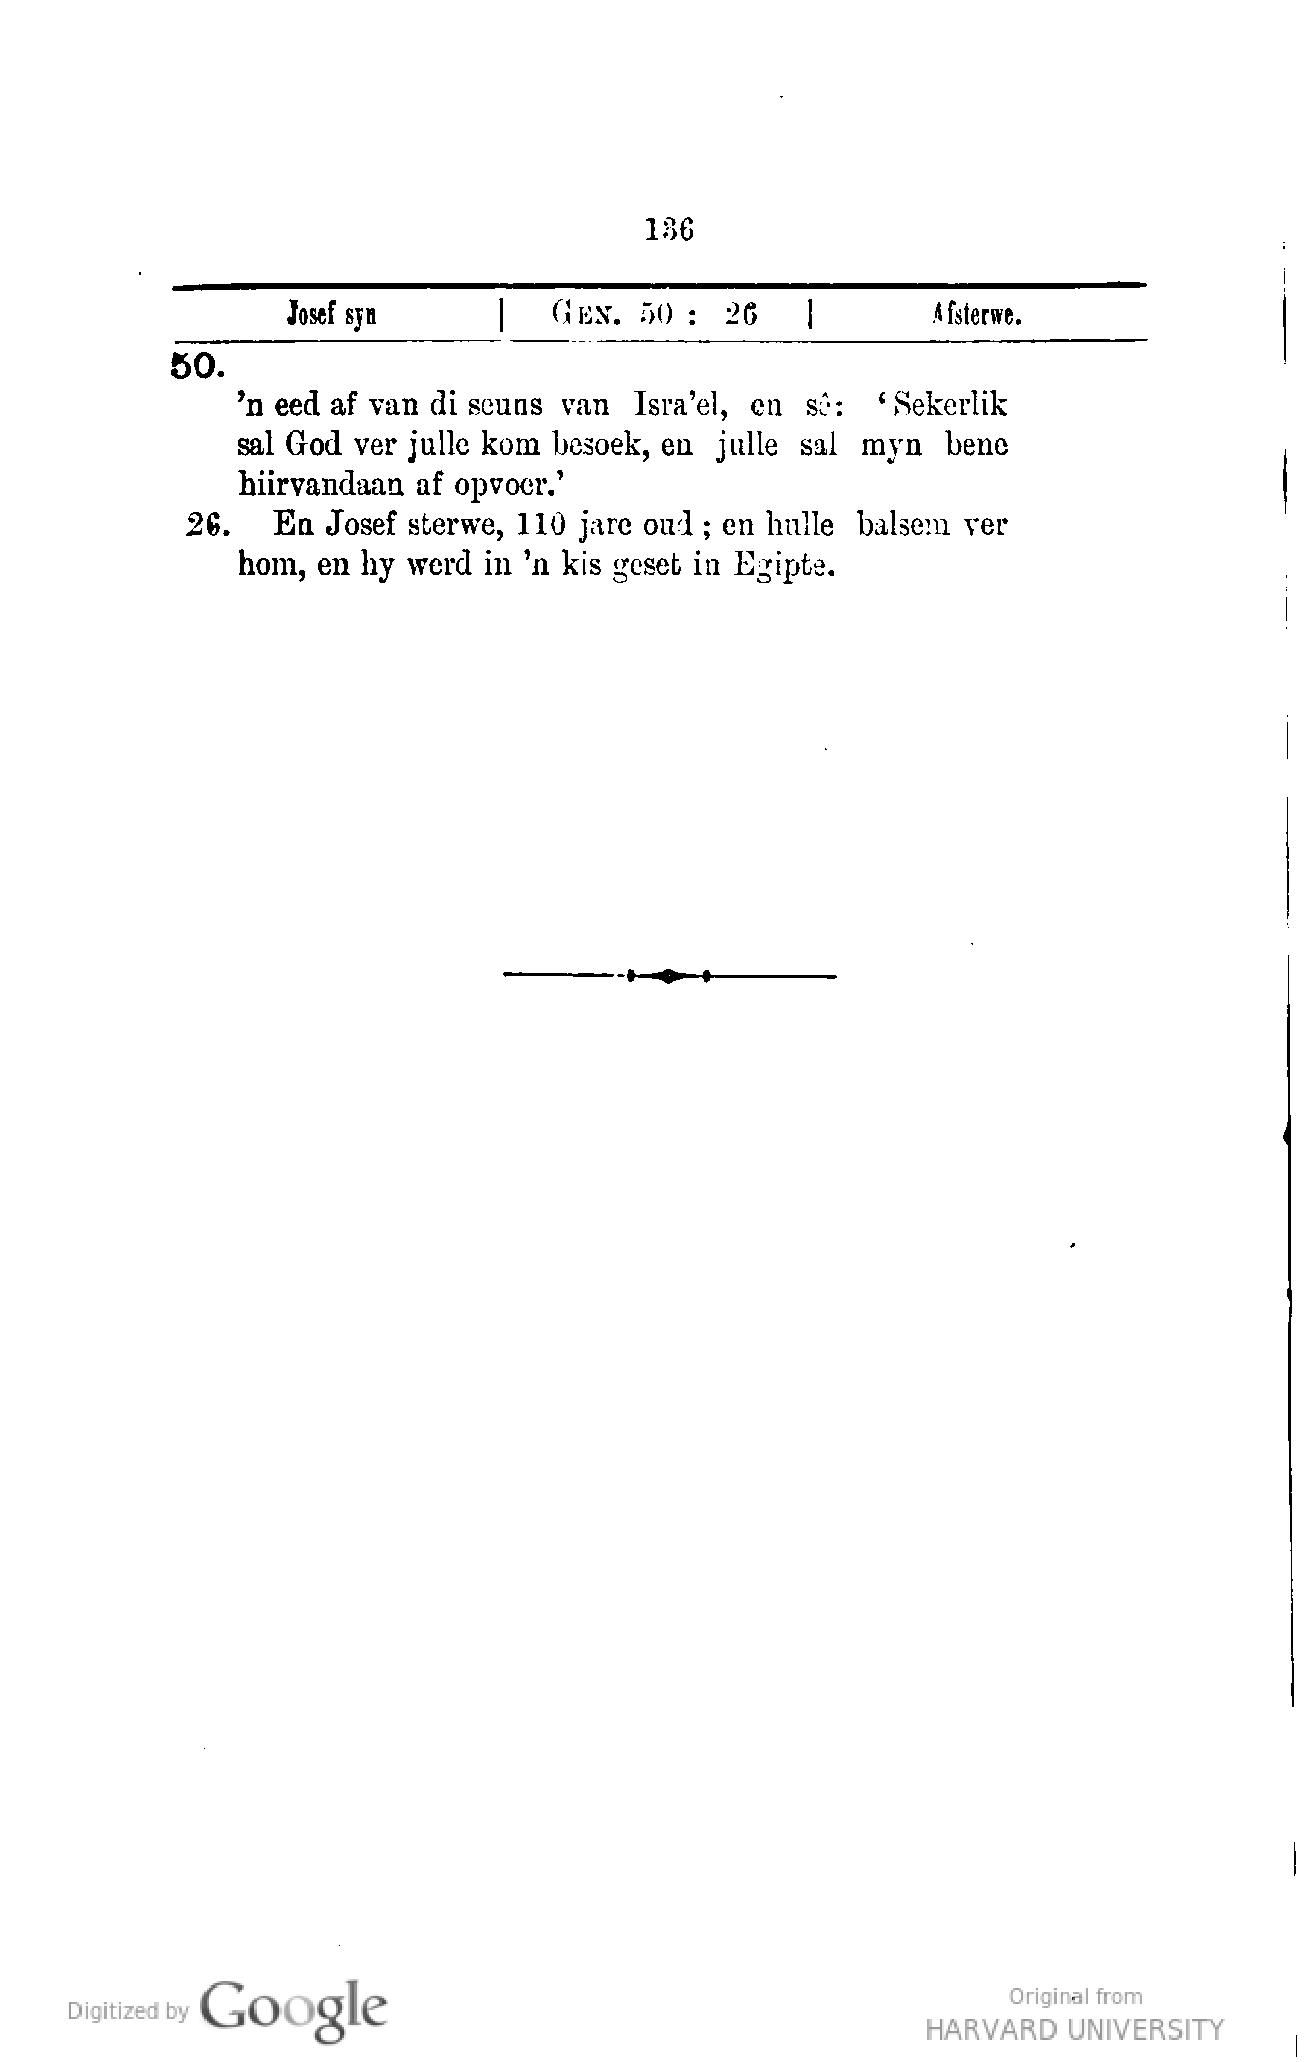 136
Josef syn | GEN. 50 : 26 | Afsterwe.
50.
'n eed af van di seuns van Isra'el, en sê: 'Sekerlik
sal God ver julle kom besoek, en julle sal myn bene
hiirvandaan af opvoer.'
26. En Josef sterwe, 110 jare oud ; en hulle balsem ver
hom, en hy werd in 'n kis geset in Egipte.
Digitized by Google
Original from
HARVARD UNIVERSITY